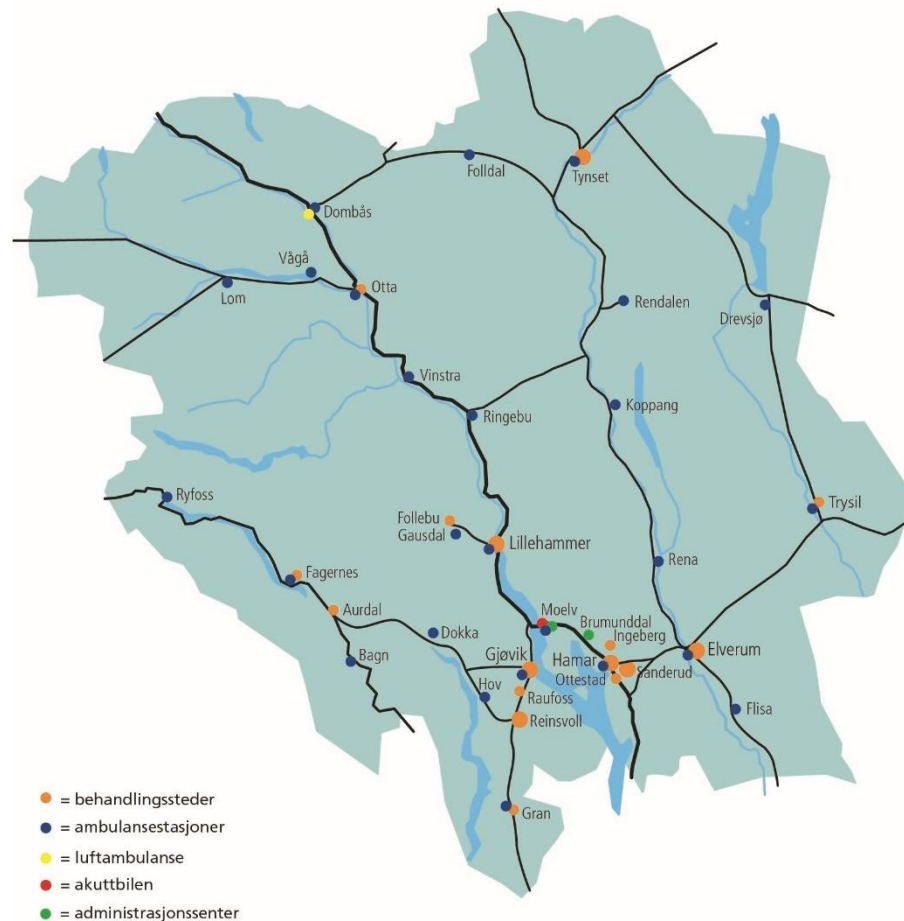 Folldal
Tynset
Dombås
Vågå
Otta
Lom
Rendalen
Drevsjø
Vinstra
Koppang
Ringebu
Ryfoss
Trysil
Follebu
Gausdal
Lillehammer
Rena
Fagernes
Aurdal
Moelv
Brumunddal
Dokka
Ingeberg
Elverum
Bagn
Gjøvik
Hamar
Sanderud
Ottestad
Hov
Raufoss
Flisa
Reinsvoll
Gran
= behandlingssteder
= ambulansestasjoner
= luftambulanse
= akuttbilen
= administrasjonssenter